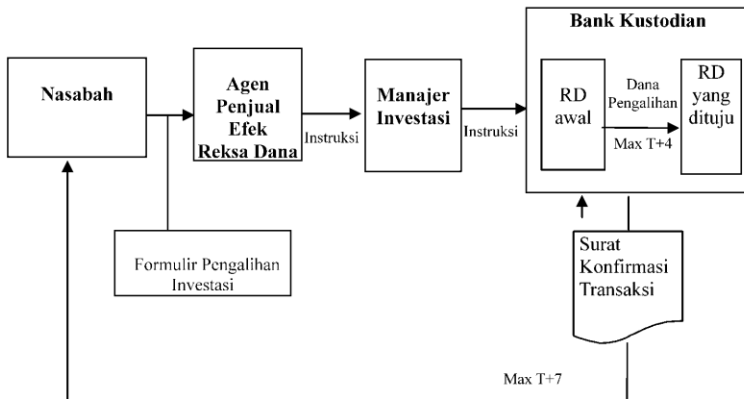 Bank Kustodian
Nasabah
Agen
Penjual
Efek
Reksa Dana
Instruksi
Manajer
Investasi
Instruksi
RD
awal
Dana
Pengalihan
Max T+4
RD
yang
dituju
Formulir Pengalihan
Investasi
Surat
Konfirmasi
Transaksi
Max T+7